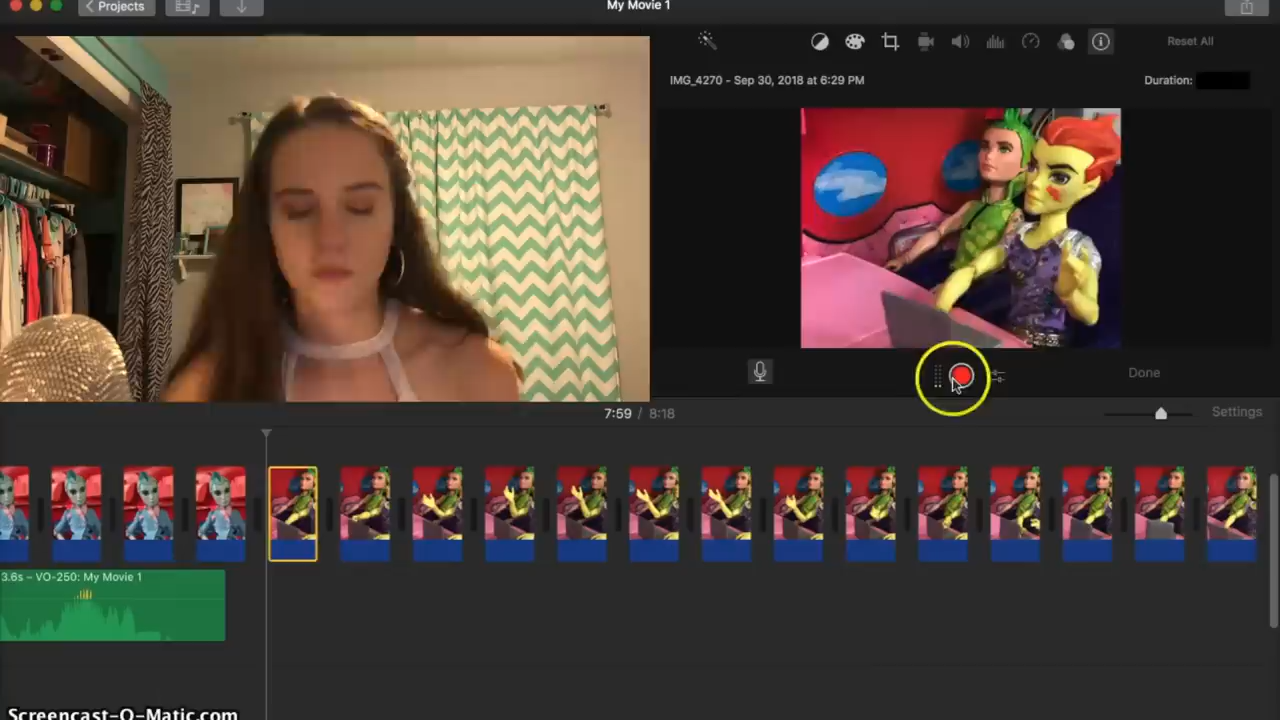 My Movie 1
Projects
Reset All
IMG_4270 - Sep 30, 2018 at 6:29 PM
Duration:
Done
7:59 / 8:18
Settings
3.6s – VO-250: My Movie 1
Screencast-O-Matic.com